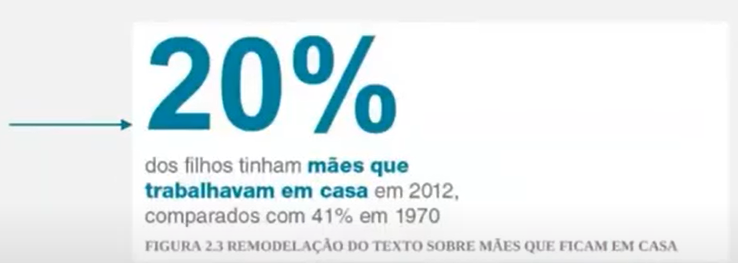 20%
dos filhos tinham mães que
trabalhavam em casa em 2012,
comparados com 41% em 1970
FIGURA 2.3 REMODELAÇÃO DO TEXTO SOBRE MÃES QUE FICAM EM CASA